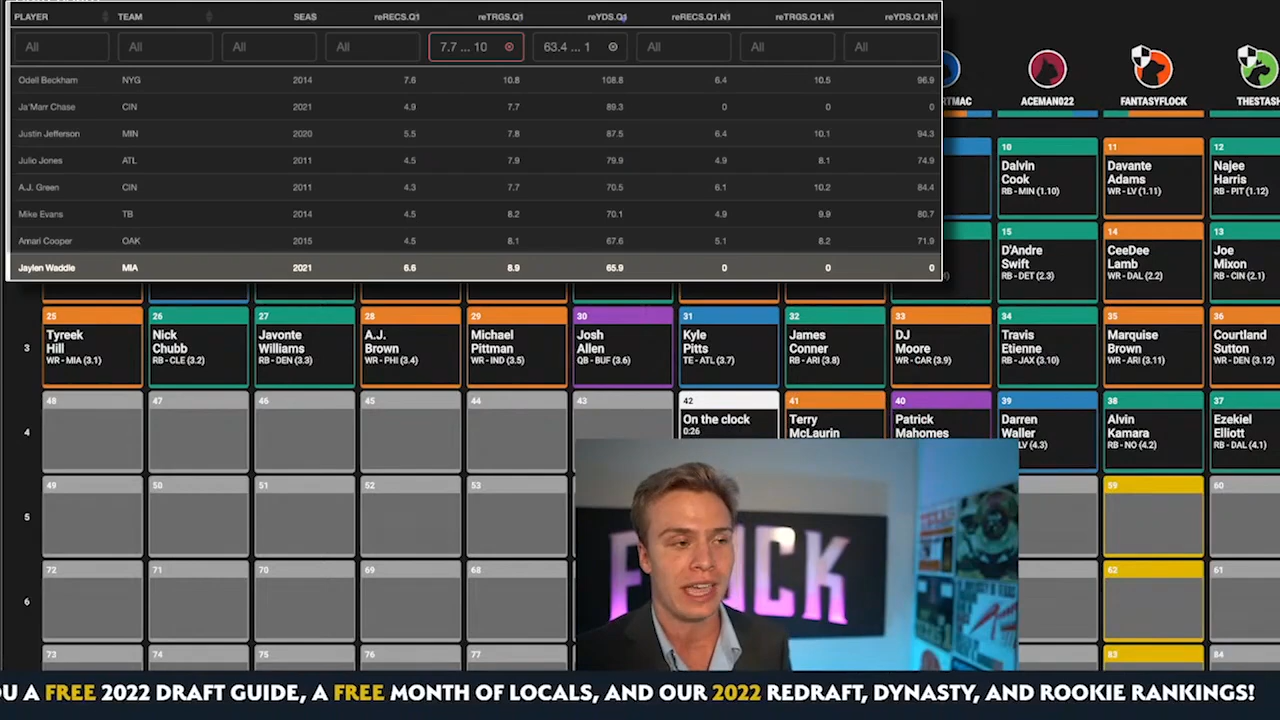 PLAYER TEAM SEAS reRECS.Q1 reTRGS.Q1 reYDS.Q1 reRECS.Q1.N1 reTRGS.Q1.N1 reYDS.Q1.N1
All All All All 7.7 ... 10 63.4 ... 1 All All All
Odell Beckham NYG 2014 7.6 10.8 108.8 6.4 10.5 96.9
Ja'Marr Chase CIN 2021 4.9 7.7 89.3 0 0 0
Justin Jefferson MIN 2020 5.5 7.8 87.5 6.4 10.1 94.3
Julio Jones ATL 2011 4.5 7.9 79.9 4.9 8.1 74.9
A.J. Green CIN 2011 4.3 7.7 70.5 6.1 10.2 84.4
Mike Evans TB 2014 4.5 8.2 70.1 4.9 9.9 80.7
Amari Cooper OAK 2015 4.5 8.1 67.6 5.1 8.2 71.9
Jaylen Waddle MIA 2021 6.6 8.9 65.9 0 0 0
RTMAC ACEMAN022 FANTASYFLOCK THESTASH
10 11 12
Dalvin Davante Najee
Cook Adams Harris
RB - MIN (1.10) WR - LV (1.11) RB - PIT (1.12)
15 14 13
D'Andre CeeDee Joe
Swift Lamb Mixon
RB - DET (2.3) WR - DAL (2.2) RB - CIN (2.1)
25 26 27 28 29 30 31 32 33 34 35 36
Tyreek Nick Javonte A.J. Michael Josh Kyle James DJ Travis Marquise Courtland
3 Hill Chubb Williams Brown Pittman Allen Pitts Conner Moore Etienne Brown Sutton
WR - MIA (3.1) RB - CLE (3.2) RB - DEN (3.3) WR - PHI (3.4) WR - IND (3.5) QB - BUF (3.6) TE - ATL (3.7) RB - ARI (3.8) WR - CAR (3.9) RB - JAX (3.10) WR - ARI (3.11) WR - DEN (3.12)
48 47 46 45 44 43 42 41 40 39 38 37
On the clock Terry Patrick Darren Alvin Ezekiel
4 0:26 McLaurin Mahomes Waller Kamara Elliott
LV (4.3) RB - NO (4.2) RB - DAL (4.1)
49 50 51 52 53 59 60
5
72 71 70 69 68 62 61
6
73 74 75 76 77 83 84
FLOCK
OU A FREE 2022 DRAFT GUIDE, A FREE MONTH OF LOCALS, AND OUR 2022 REDRAFT, DYNASTY, AND ROOKIE RANKINGS!